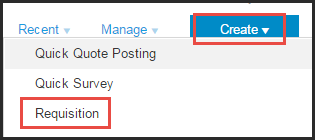 Recent Manage Create
Quick Quote Posting
Quick Survey
Requisition